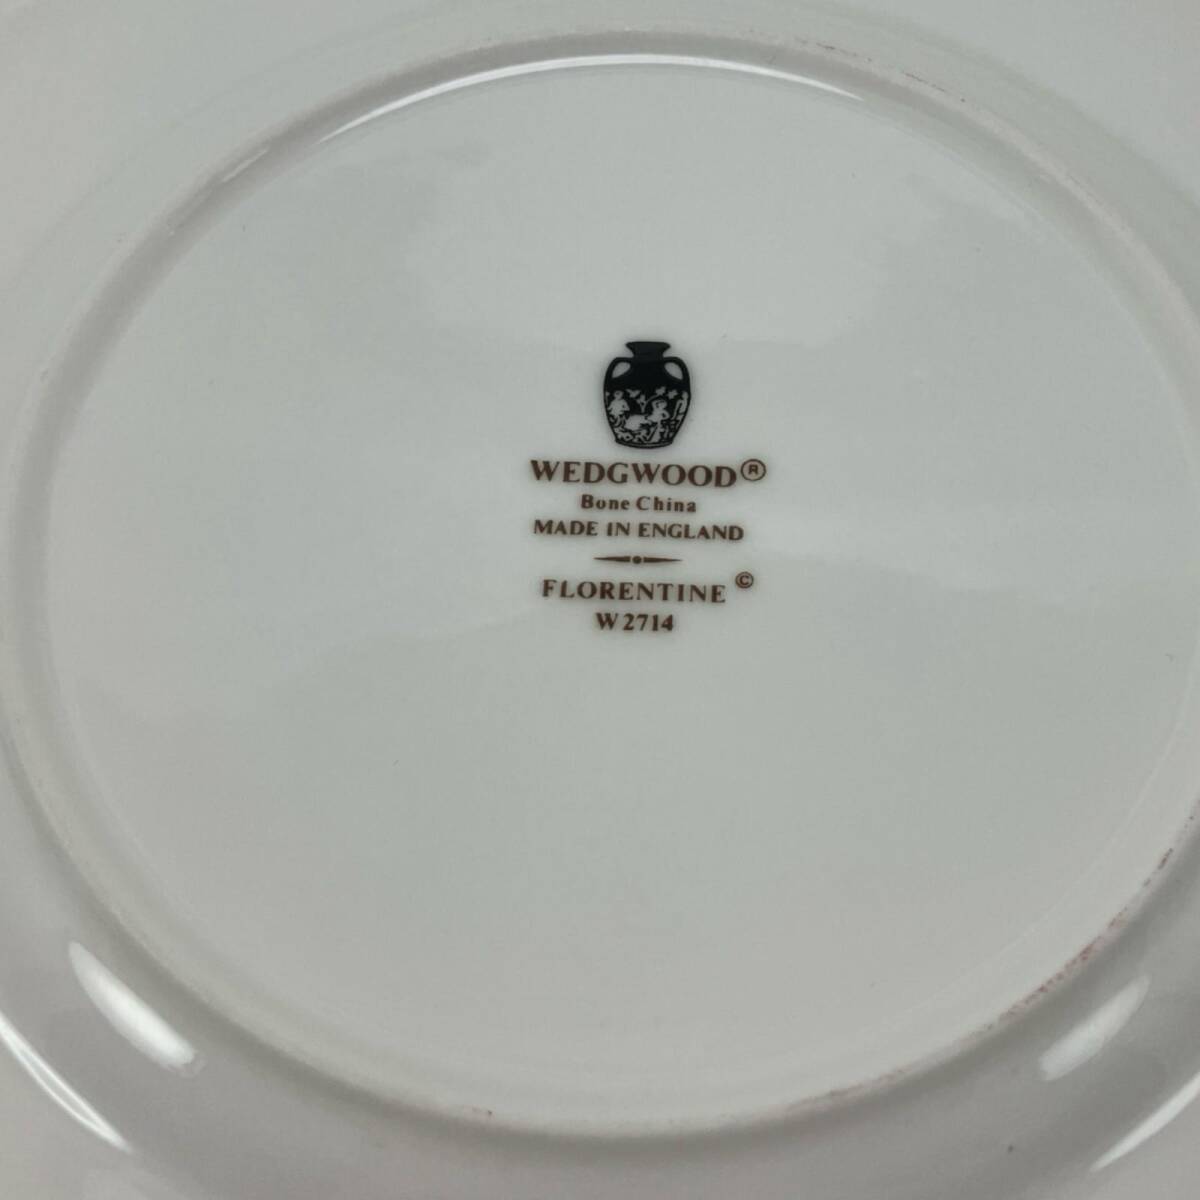 WEDGWOOD®
Bone China
MADE IN ENGLAND
FLORENTINE ©
W2714